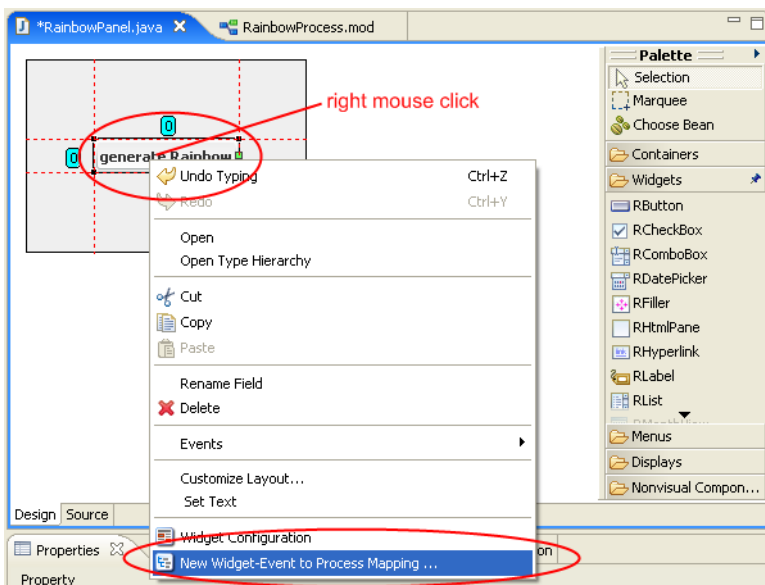 *RainbowPanel.java
RainbowProcess.mod
right mouse click
0
0
generate Rainbow
Undo Typing Ctrl+Z
Redo Ctrl+Y
Open
Open Type Hierarchy
Cut
Copy
Paste
Rename Field
Delete
Events
Customize Layout...
Set Text
Widget Configuration
New Widget-Event to Process Mapping ...
Palette
Selection
Marquee
Choose Bean
Containers
Widgets
RButton
RCheckBox
RComboBox
RDatePicker
RFiller
RHtmlPane
RHyperlink
RLabel
RList
Menus
Displays
Nonvisual Compon...
Design Source
Properties
on
Property